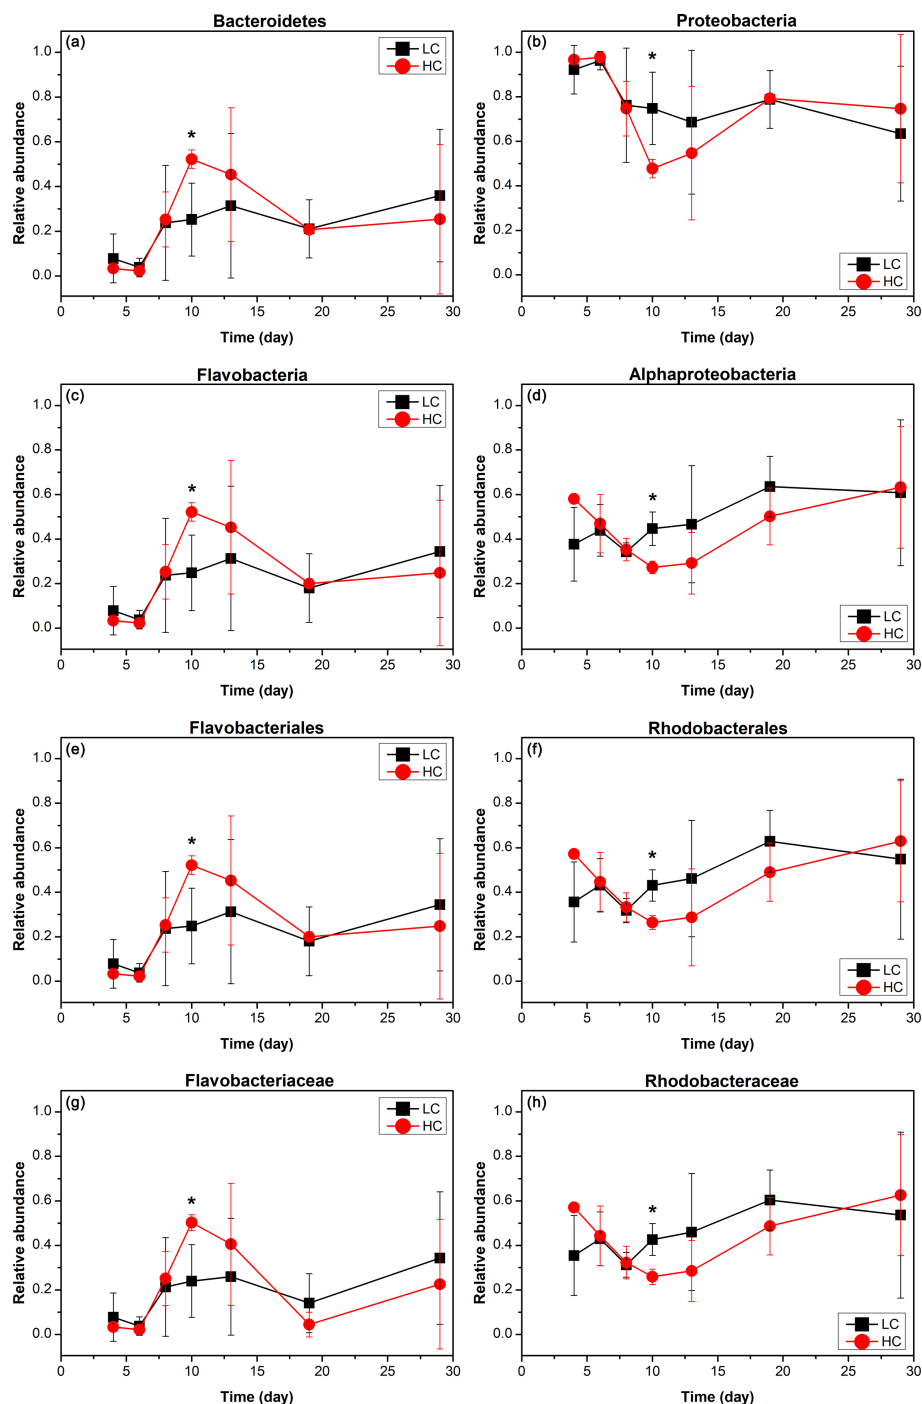 Bacteroidetes
(a)
LC
HC
*
Relative abundance
1.0
0.8
0.6
0.4
0.2
0.0
0 5 10 15 20 25 30
Time (day)
Proteobacteria
(b)
*
LC
HC
Relative abundance
1.0
0.8
0.6
0.4
0.2
0.0
0 5 10 15 20 25 30
Time (day)
Flavobacteria
(c)
LC
HC
*
Relative abundance
1.0
0.8
0.6
0.4
0.2
0.0
0 5 10 15 20 25 30
Time (day)
Alphaproteobacteria
(d)
*
LC
HC
Relative abundance
1.0
0.8
0.6
0.4
0.2
0.0
0 5 10 15 20 25 30
Time (day)
Flavobacteriales
(e)
LC
HC
*
Relative abundance
1.0
0.8
0.6
0.4
0.2
0.0
0 5 10 15 20 25 30
Time (day)
Rhodobacterales
(f)
*
LC
HC
Relative abundance
1.0
0.8
0.6
0.4
0.2
0.0
0 5 10 15 20 25 30
Time (day)
Flavobacteriaceae
(g)
LC
HC
*
Relative abundance
1.0
0.8
0.6
0.4
0.2
0.0
0 5 10 15 20 25 30
Time (day)
Rhodobacteraceae
(h)
*
LC
HC
Relative abundance
1.0
0.8
0.6
0.4
0.2
0.0
0 5 10 15 20 25 30
Time (day)